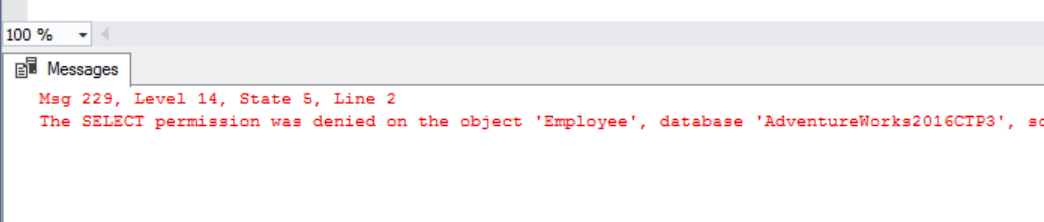 100 %
Messages
Msg 229, Level 14, State 5, Line 2
The SELECT permission was denied on the object 'Employee', database 'AdventureWorks2016CTP3',